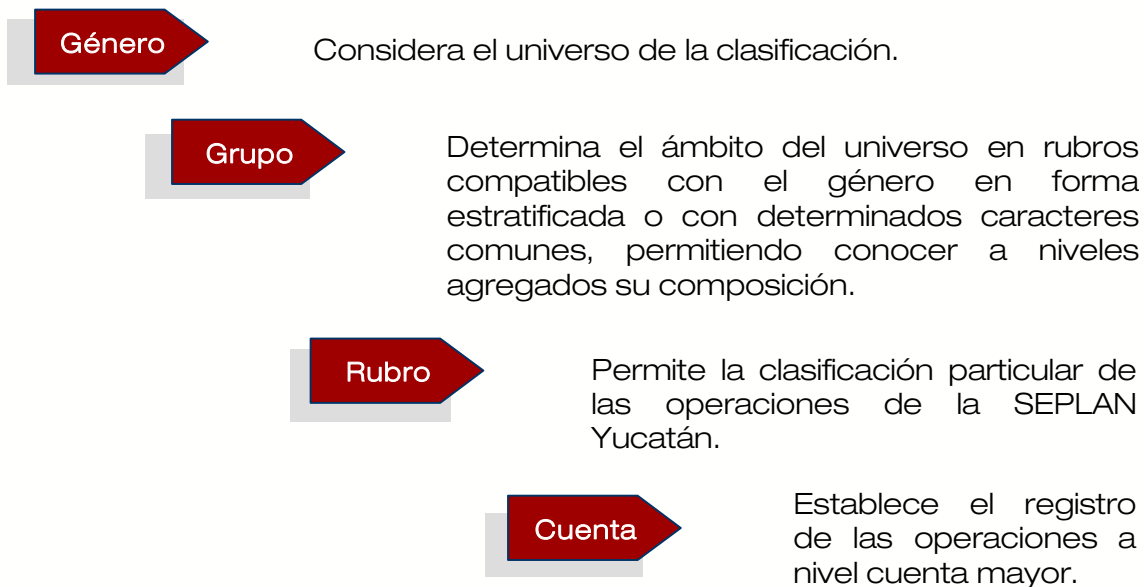 Género
Considera el universo de la clasificación.
Grupo
Determina el ámbito del universo en rubros
compatibles con el género en forma
estratificada o con determinados caracteres
comunes, permitiendo conocer a niveles
agregados su composición.
Rubro
Permite la clasificación particular de
las operaciones de la SEPLAN
Yucatán.
Cuenta
Establece el registro
de las operaciones a
nivel cuenta mayor.